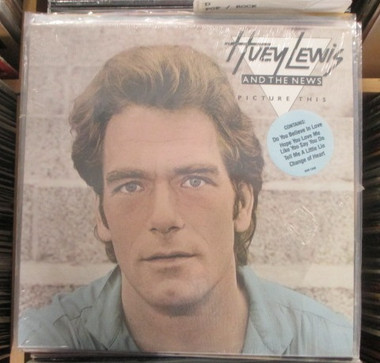 HUEY LEWIS
AND THE NEWS
PICTURE THIS
CONTAINS:
Do You Believe In Love
Hope You Love Me
Like You Say You Do
Tell Me A Little Lie
Change of Heart